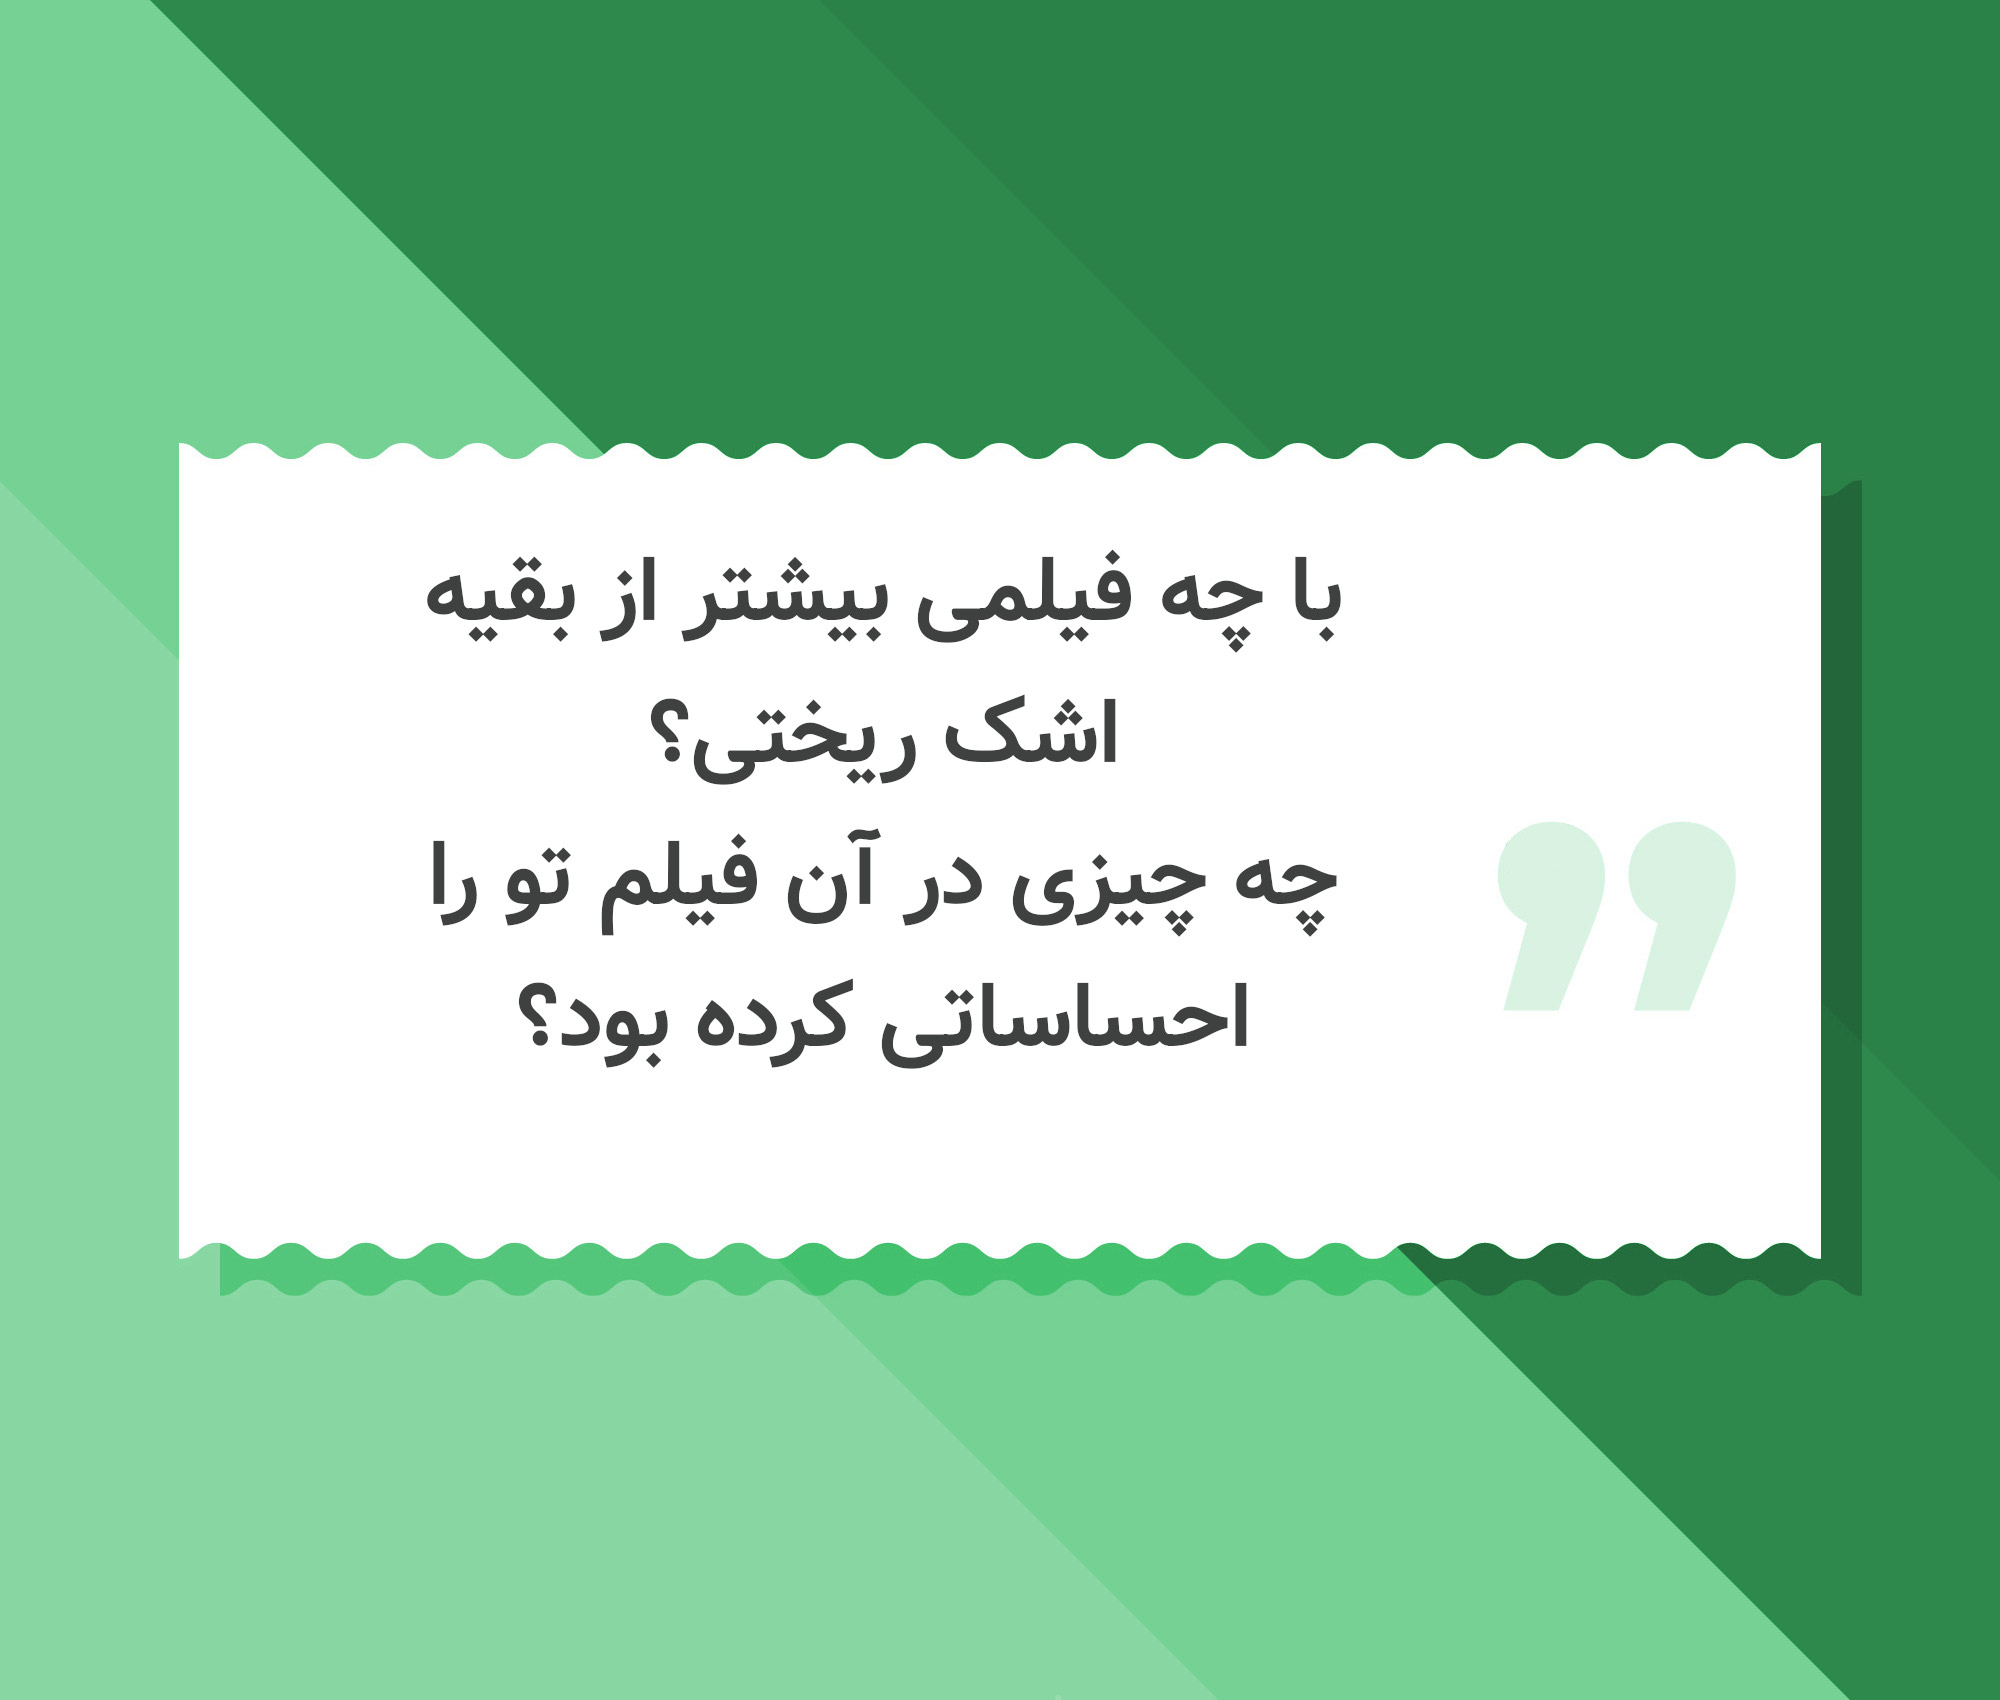 با چه فیلمی بیشتر از بقیه
اشک ریختی؟
چه چیزی در آن فیلم تو را
احساساتی کرده بود؟